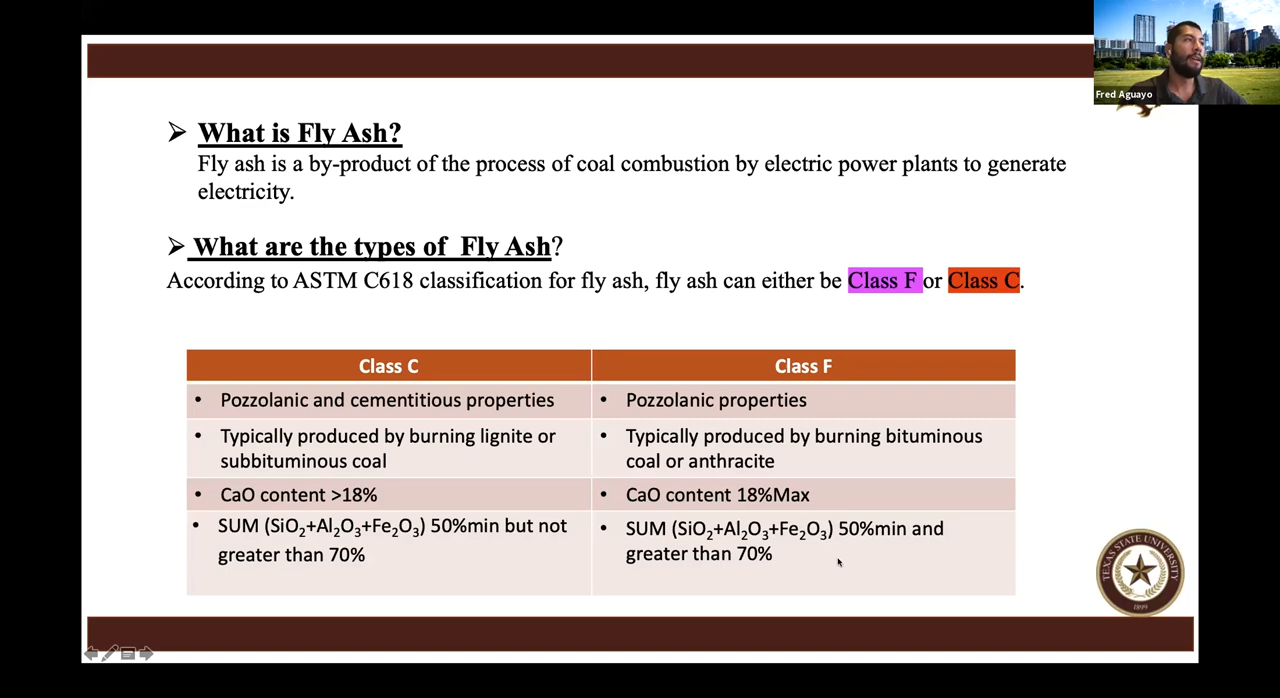 Fred Aguayo
➤ What is Fly Ash?
Fly ash is a by-product of the process of coal combustion by electric power plants to generate
electricity.
➤ What are the types of Fly Ash?
According to ASTM C618 classification for fly ash, fly ash can either be Class F or Class C.
Class C
Class F
• Pozzolanic and cementitious properties
• Pozzolanic properties
• Typically produced by burning lignite or
subbituminous coal
• Typically produced by burning bituminous
coal or anthracite
• CaO content >18%
• CaO content 18%Max
• SUM (SiO₂+Al₂O₃+Fe₂O₃) 50%min but not
greater than 70%
• SUM (SiO₂+Al₂O₃+Fe₂O₃) 50%min and
greater than 70%
TEXAS STATE UNIVERSITY
1899